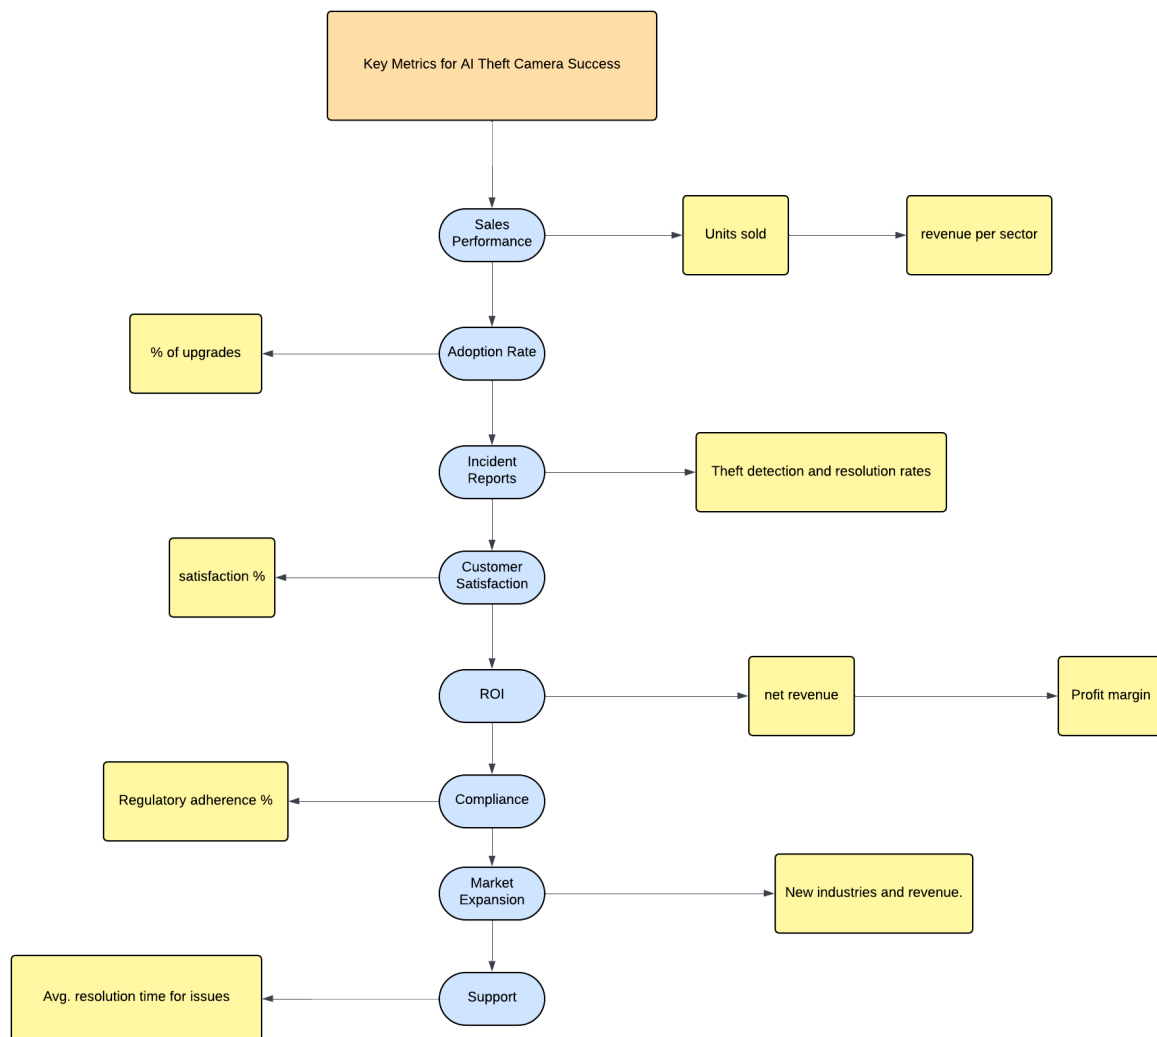 Key Metrics for AI Theft Camera Success
Sales
Performance
Units sold
revenue per sector
% of upgrades
Adoption Rate
Incident
Reports
Theft detection and resolution rates
satisfaction %
Customer
Satisfaction
ROI
net revenue
Profit margin
Regulatory adherence %
Compliance
Market
Expansion
New industries and revenue.
Avg. resolution time for issues
Support